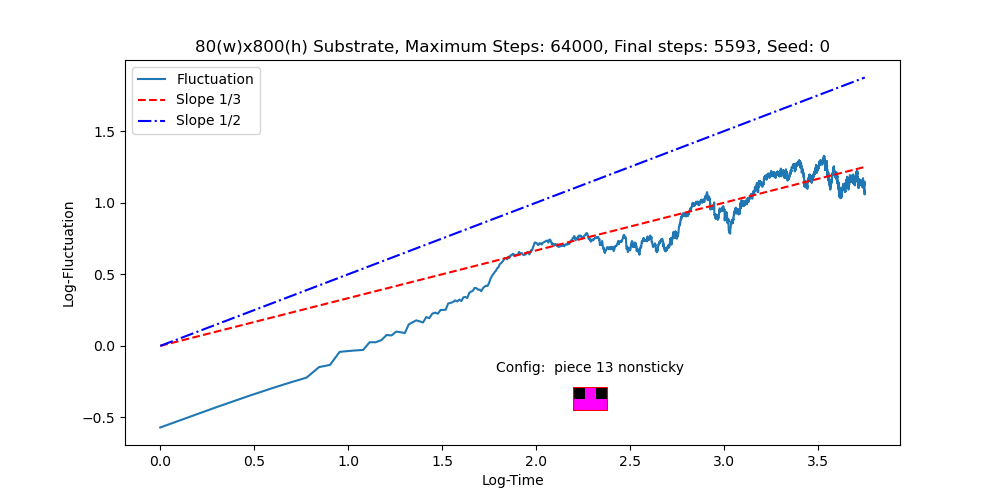 80(w)x800(h) Substrate, Maximum Steps: 64000, Final steps: 5593, Seed: 0
Fluctuation
Slope 1/3
Slope 1/2
1.5
1.0
0.5
0.0
−0.5
Log-Fluctuation
Config:  piece 13 nonsticky
0.0 0.5 1.0 1.5 2.0 2.5 3.0 3.5
Log-Time